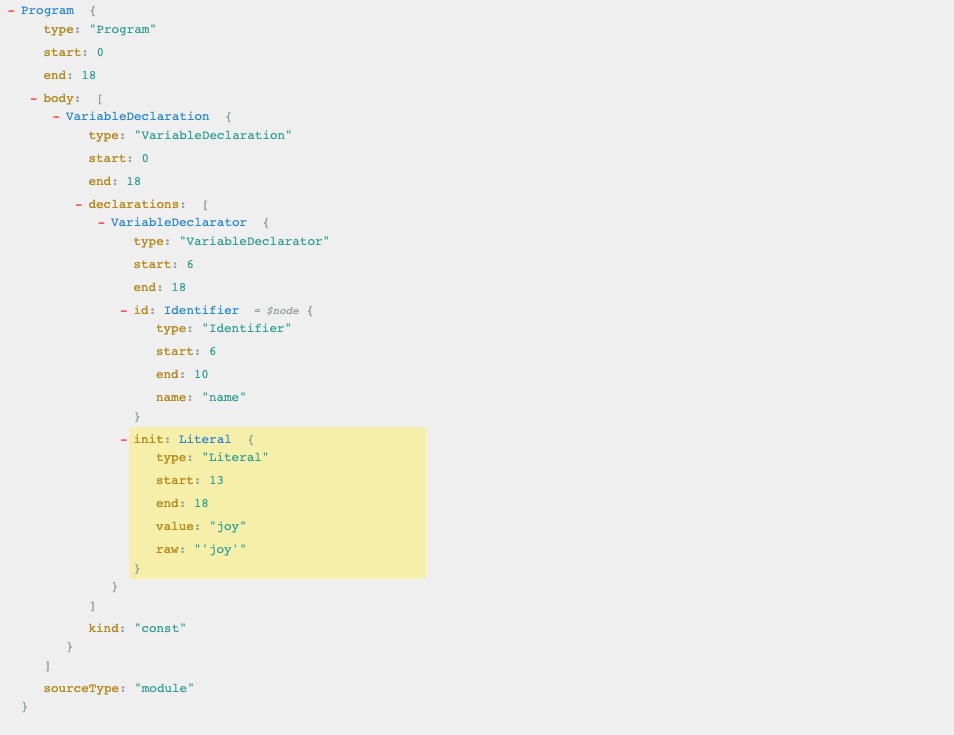 - Program {
type: "Program"
start: 0
end: 18
- body: [
- VariableDeclaration {
type: "VariableDeclaration"
start: 0
end: 18
- declarations: [
- VariableDeclarator {
type: "VariableDeclarator"
start: 6
end: 18
- id: Identifier = $node {
type: "Identifier"
start: 6
end: 10
name: "name"
}
- init: Literal {
type: "Literal"
start: 13
end: 18
value: "joy"
raw: "'joy'"
}
}
]
kind: "const"
}
]
sourceType: "module"
}